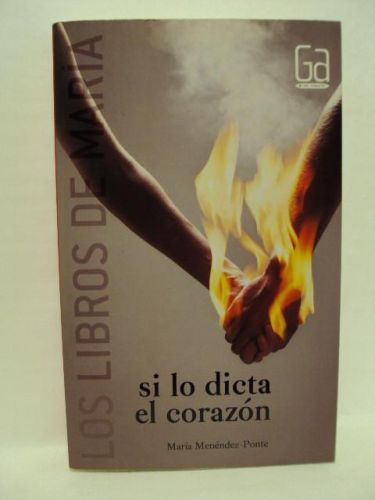 LOS LIBROS DE MARÍA
Ga
si lo dicta
el corazón
María Menéndez-Ponte